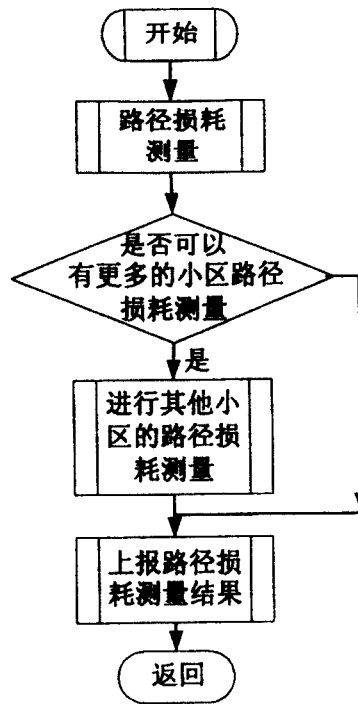 开始
路径损耗
测量
是否可以
有更多的小区路径
损耗测量
是
进行其他小
区的路径损
耗测量
上报路径损
耗测量结果
返回